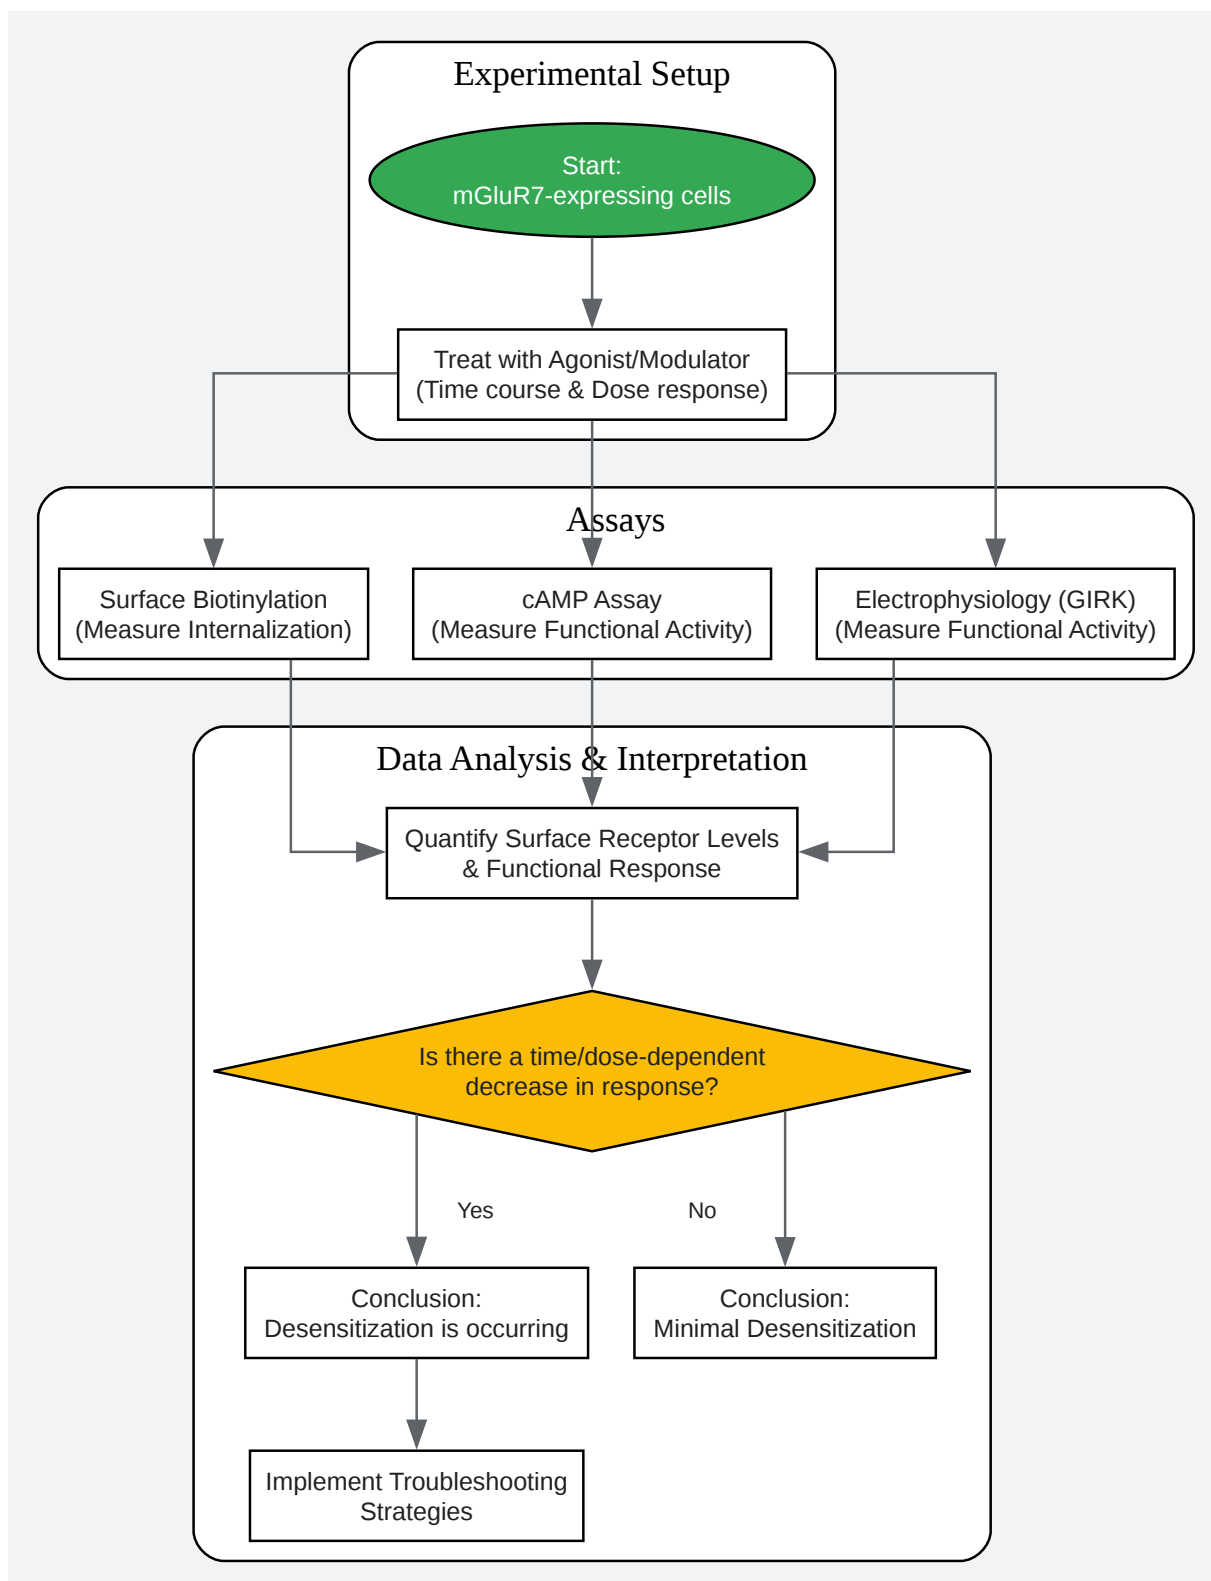 Experimental Setup
Start:
mGluR7-expressing cells
Treat with Agonist/Modulator
(Time course & Dose response)
Assays
Surface Biotinylation
(Measure Internalization)
cAMP Assay
(Measure Functional Activity)
Electrophysiology (GIRK)
(Measure Functional Activity)
Data Analysis & Interpretation
Quantify Surface Receptor Levels
& Functional Response
Is there a time/dose-dependent
decrease in response?
Yes
No
Conclusion:
Desensitization is occurring
Conclusion:
Minimal Desensitization
Implement Troubleshooting
Strategies